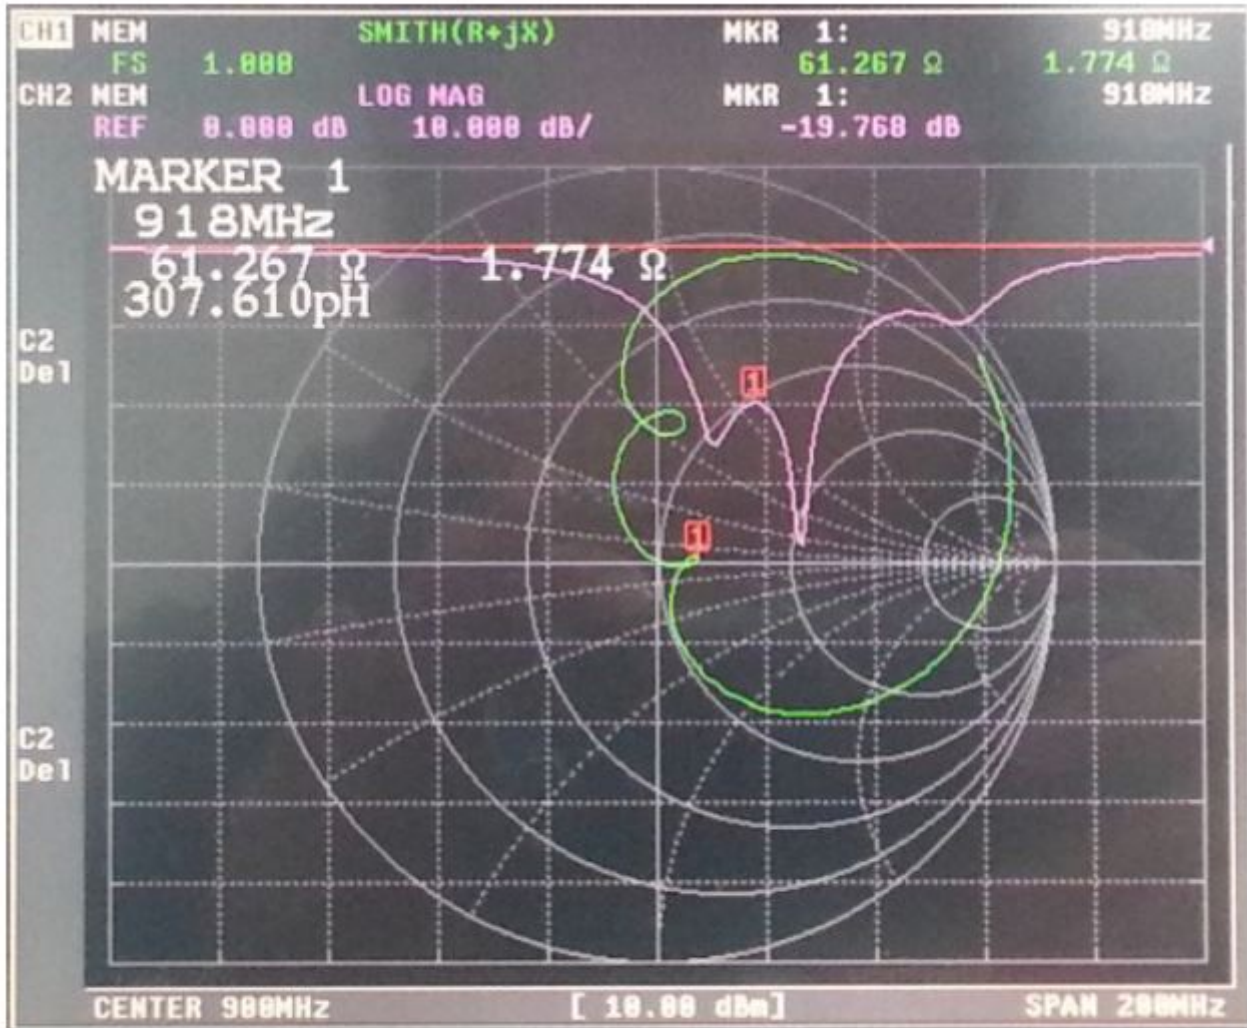 CH1 MEM SMITH(R+jX) MKR 1: 918MHz
FS 1.000 61.267 Ω 1.774 Ω
CH2 MEM LOG MAG MKR 1: 918MHz
REF 0.000 dB 10.000 dB/ -19.768 dB
MARKER 1
918MHz
61.267 Ω 1.774 Ω
307.610pH
C2
Del
1
1
C2
Del
CENTER 900MHz [ 10.00 dBm] SPAN 200MHz